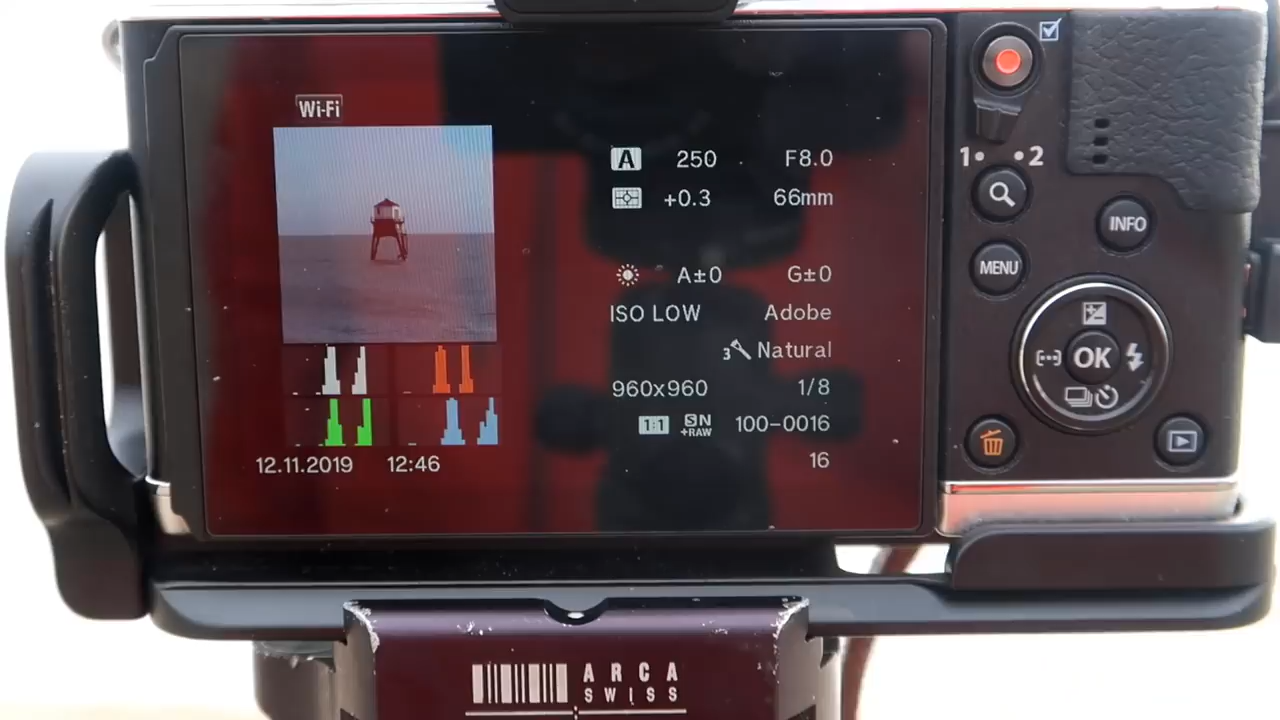 Wi-Fi
A 250 F8.0
+0.3 66mm
A±0 G±0
ISO LOW Adobe
3 Natural
960x960 1/8
1:1 SN+RAW 100-0016
12.11.2019 12:46 16
1 2
INFO
MENU
OK
ARCA
SWISS